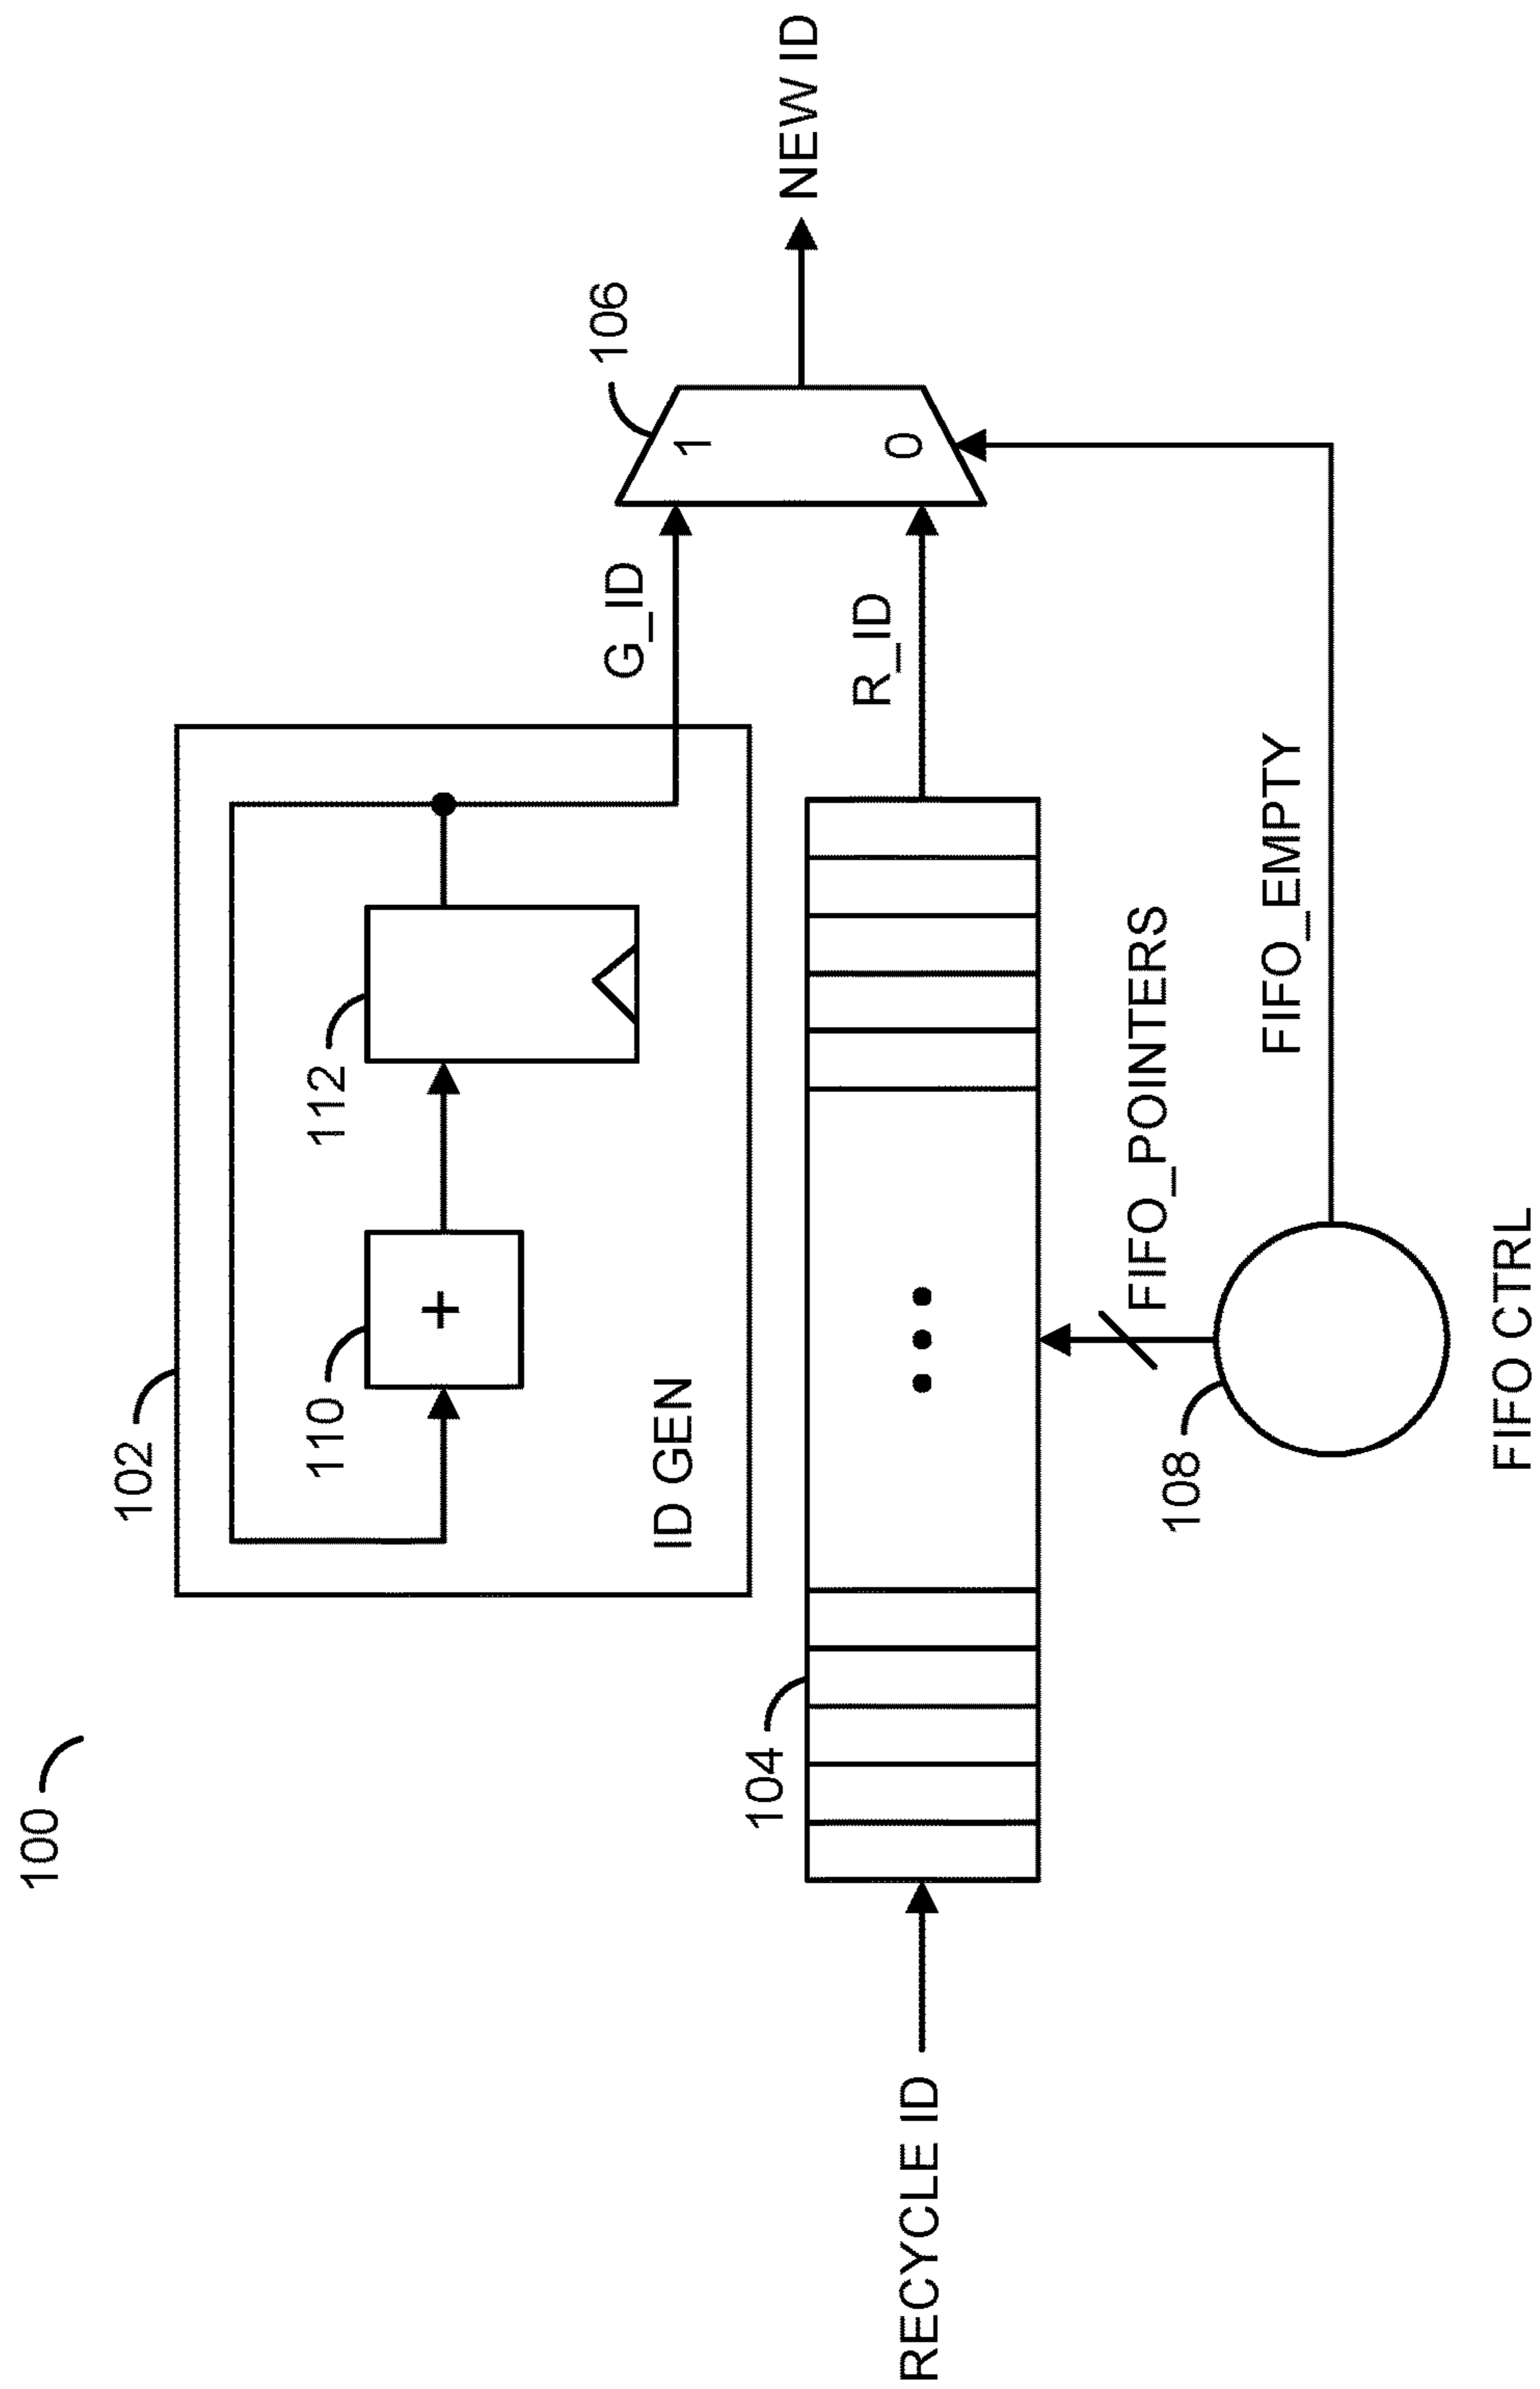 100
102
110
+
112
ID GEN
G_ID
106
1
0
NEW ID
104
RECYCLE ID
...
R_ID
FIFO_POINTERS
108
FIFO_EMPTY
FIFO CTRL